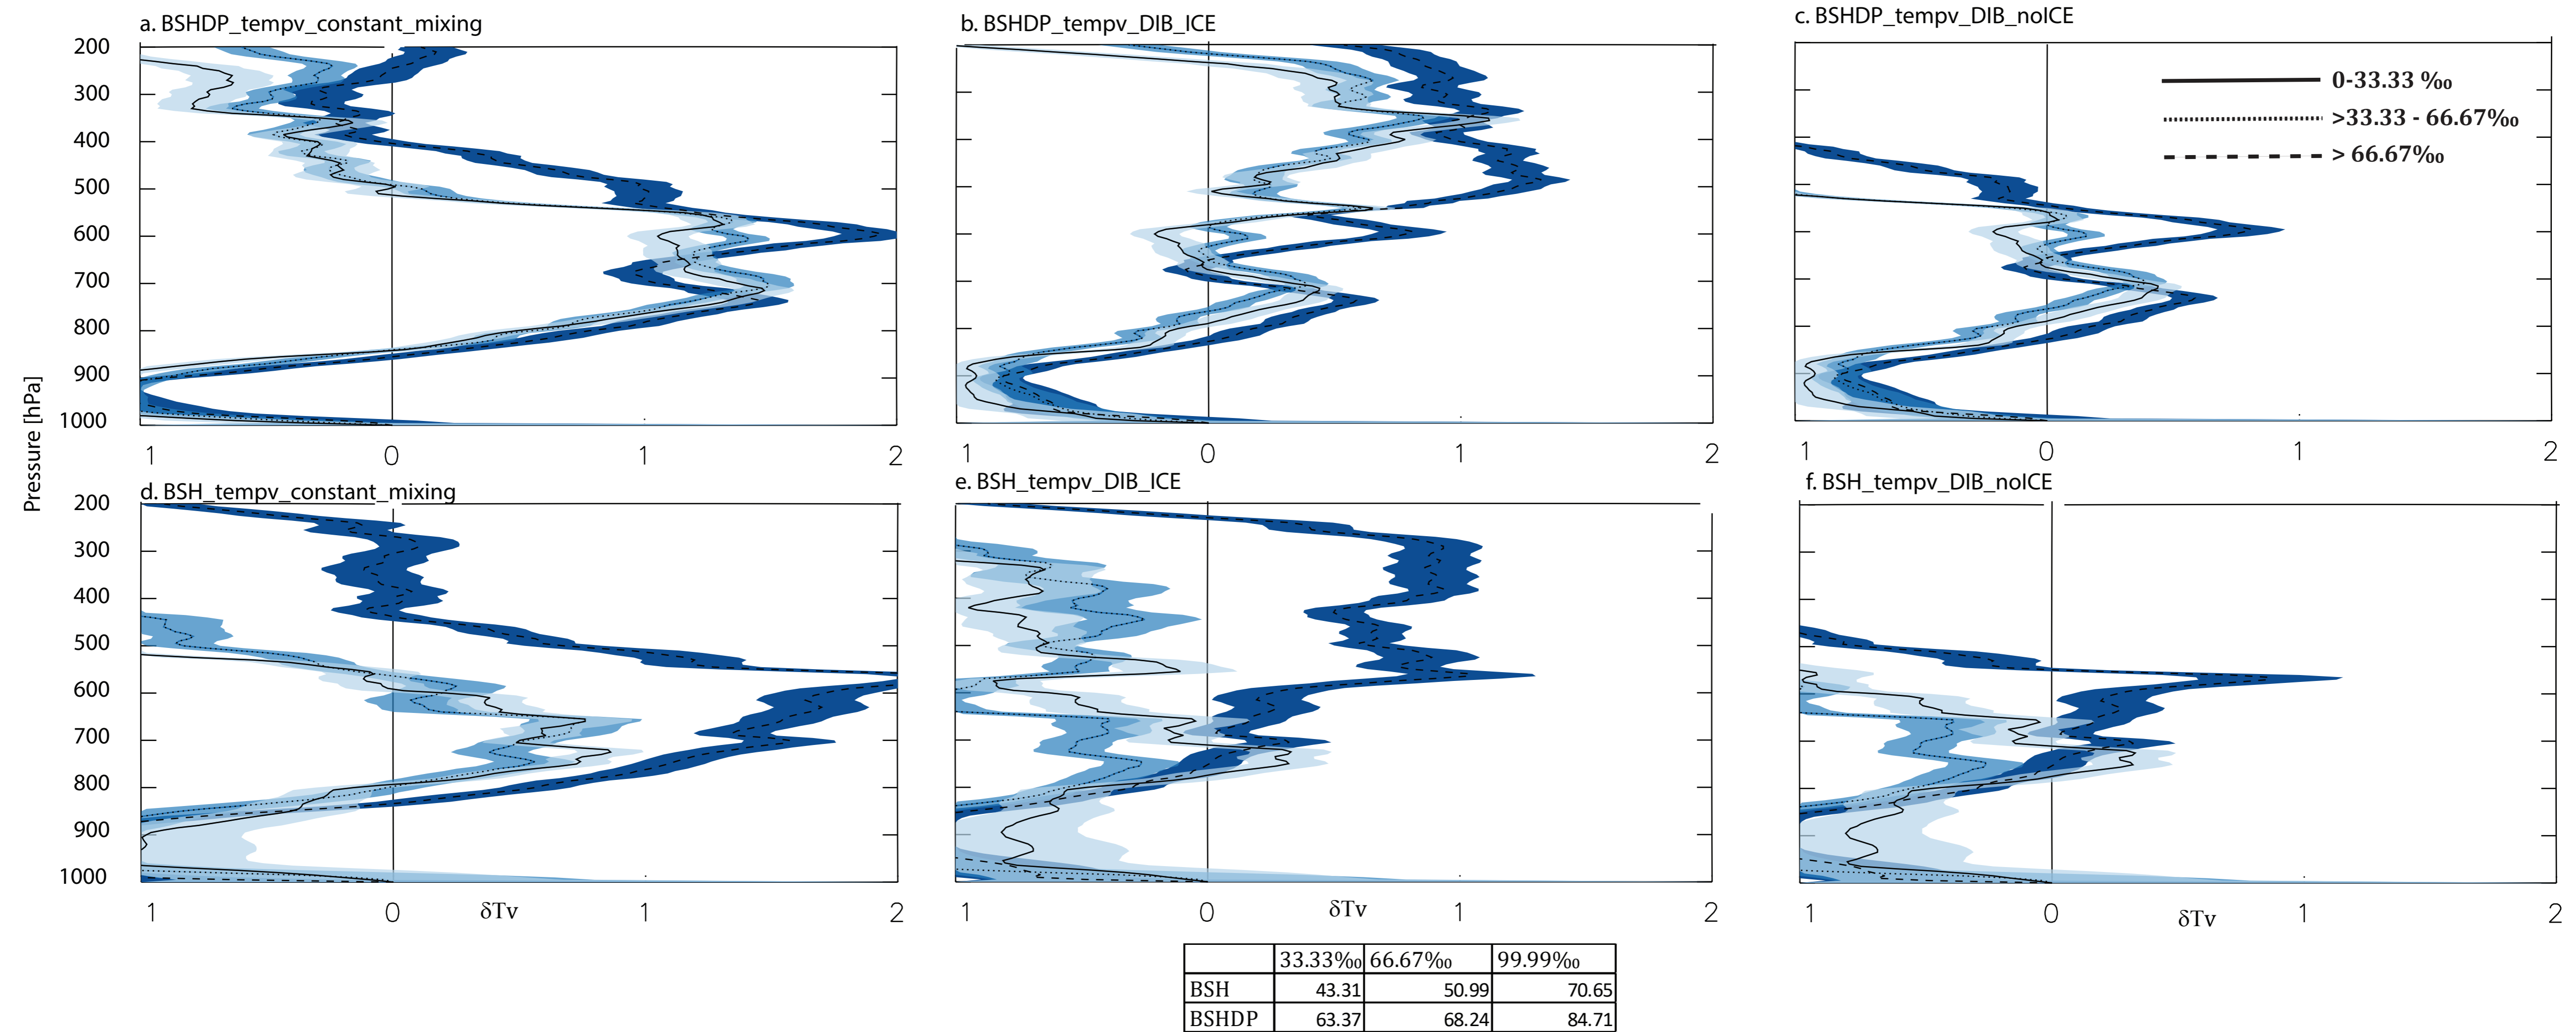 a. BSHDP_tempv_constant_mixing
b. BSHDP_tempv_DIB_ICE
c. BSHDP_tempv_DIB_noICE
0-33.33 ‰
>33.33 - 66.67‰
> 66.67‰
200
300
400
500
600
700
800
900
1000
Pressure [hPa]
1 0 1 2
1 0 1 2
1 0 1 2
d. BSH_tempv_constant_mixing
e. BSH_tempv_DIB_ICE
f. BSH_tempv_DIB_noICE
200
300
400
500
600
700
800
900
1000
1 0 δTv 1 2
1 0 δTv 1 2
1 0 δTv 1 2
33.33‰ 66.67‰ 99.99‰
BSH 43.31 50.99 70.65
BSHDP 63.37 68.24 84.71